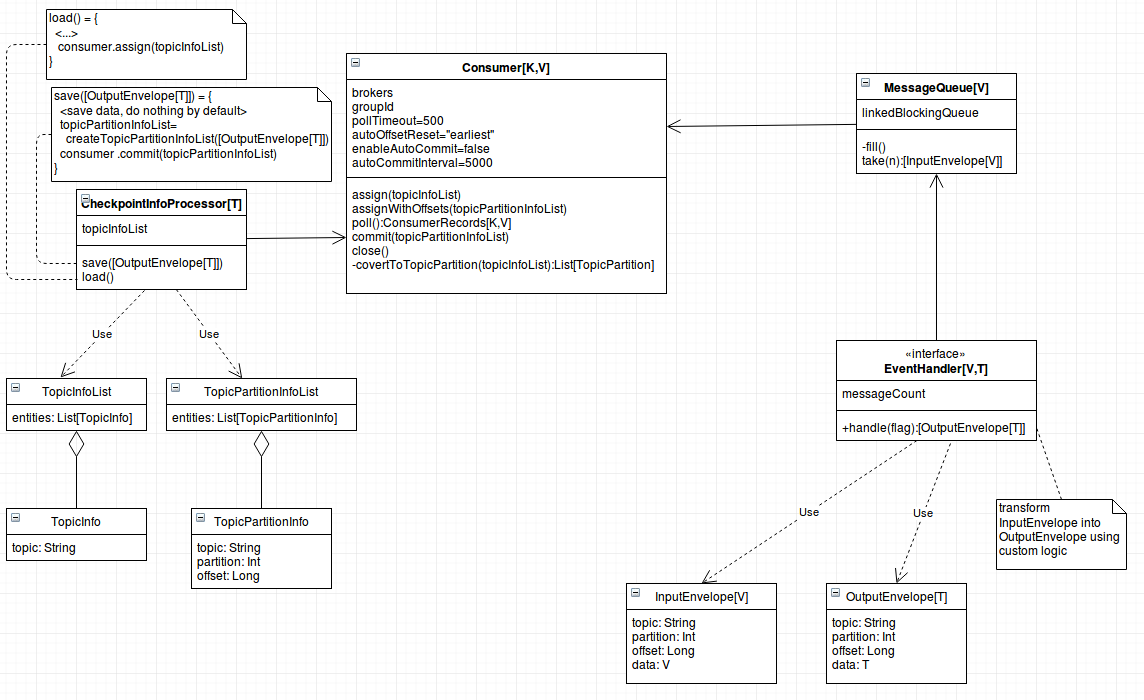 load() = {
<...>
consumer.assign(topicInfoList)
}
save([OutputEnvelope[T]]) = {
<save data, do nothing by default>
topicPartitionInfoList=
createTopicPartitionInfoList([OutputEnvelope[T]])
consumer .commit(topicPartitionInfoList)
}
CheckpointInfoProcessor[T]
topicInfoList
save([OutputEnvelope[T]])
load()
Consumer[K,V]
brokers
groupId
pollTimeout=500
autoOffsetReset="earliest"
enableAutoCommit=false
autoCommitInterval=5000
assign(topicInfoList)
assignWithOffsets(topicPartitionInfoList)
poll():ConsumerRecords[K,V]
commit(topicPartitionInfoList)
close()
-covertToTopicPartition(topicInfoList):List[TopicPartition]
MessageQueue[V]
linkedBlockingQueue
-fill()
take(n):[InputEnvelope[V]]
Use
Use
TopicInfoList
entities: List[TopicInfo]
TopicPartitionInfoList
entities: List[TopicPartitionInfo]
TopicInfo
topic: String
TopicPartitionInfo
topic: String
partition: Int
offset: Long
«interface»
EventHandler[V,T]
messageCount
+handle(flag):[OutputEnvelope[T]]
Use
Use
transform
InputEnvelope into
OutputEnvelope using
custom logic
InputEnvelope[V]
topic: String
partition: Int
offset: Long
data: V
OutputEnvelope[T]
topic: String
partition: Int
offset: Long
data: T